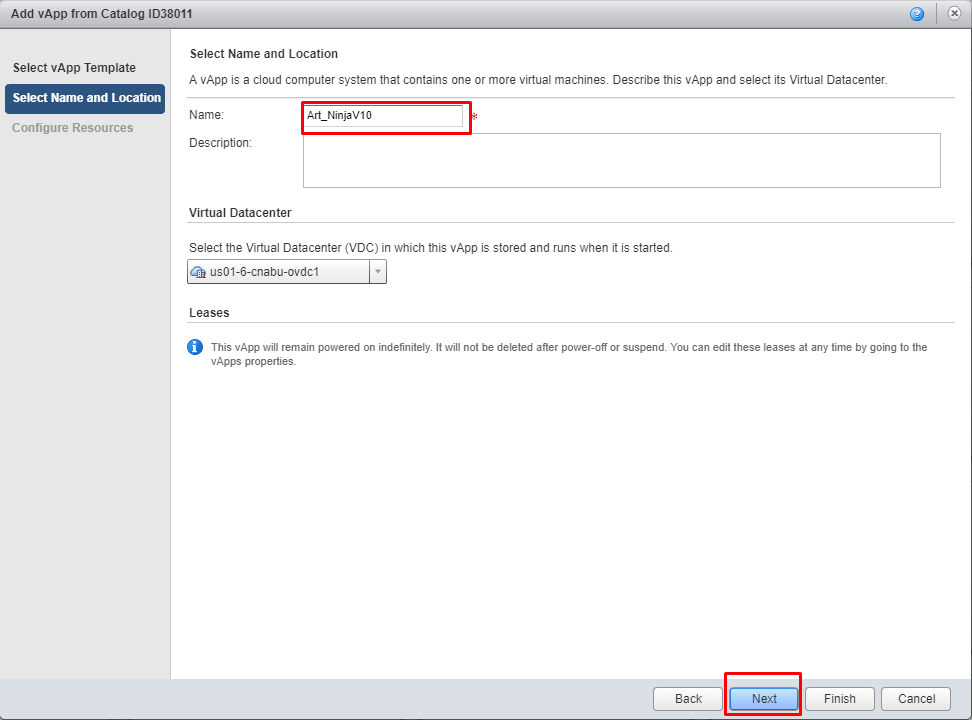 Add vApp from Catalog ID38011
?
Select vApp Template
Select Name and Location
Configure Resources
Select Name and Location
A vApp is a cloud computer system that contains one or more virtual machines. Describe this vApp and select its Virtual Datacenter.
Name: Art_NinjaV10 *
Description:
Virtual Datacenter
Select the Virtual Datacenter (VDC) in which this vApp is stored and runs when it is started.
us01-6-cnabu-ovdc1
Leases
This vApp will remain powered on indefinitely. It will not be deleted after power-off or suspend. You can edit these leases at any time by going to the
vApps properties.
Back Next Finish Cancel